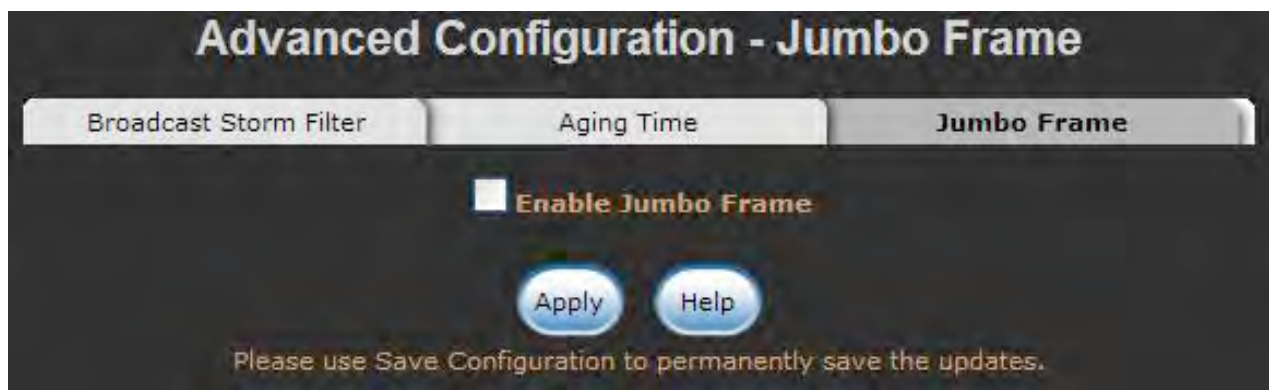 Advanced Configuration - Jumbo Frame
Broadcast Storm Filter Aging Time Jumbo Frame
Enable Jumbo Frame
Apply Help
Please use Save Configuration to permanently save the updates.